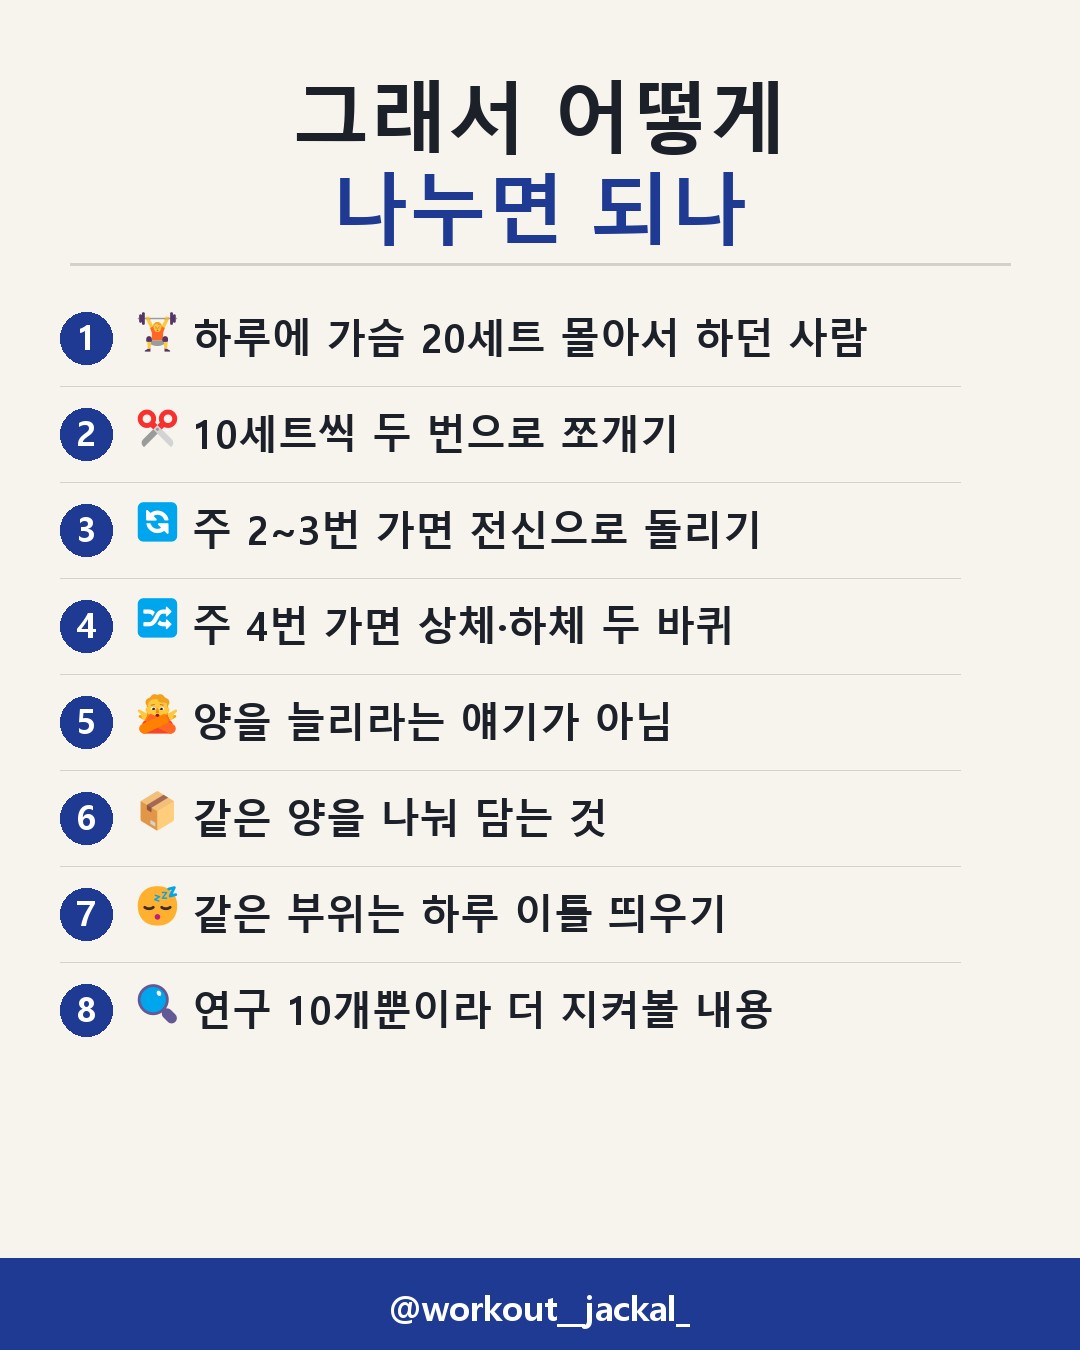 그래서 어떻게
나누면 되나
1 하루에 가슴 20세트 몰아서 하던 사람
2 10세트씩 두 번으로 쪼개기
3 주 2~3번 가면 전신으로 돌리기
4 주 4번 가면 상체·하체 두 바퀴
5 양을 늘리라는 얘기가 아님
6 같은 양을 나눠 담는 것
7 같은 부위는 하루 이틀 띄우기
8 연구 10개뿐이라 더 지켜볼 내용
@workout__jackal_